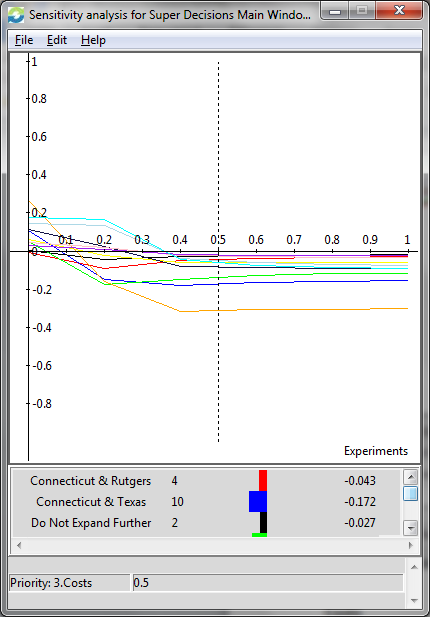 Sensitivity analysis for Super Decisions Main Windo...
File Edit Help
1
0.8
0.6
0.4
0.2
0 0.1 0.2 0.3 0.4 0.5 0.6 0.7 0.8 0.9 1
-0.2
-0.4
-0.6
-0.8
Experiments
Connecticut & Rutgers 4 -0.043
Connecticut & Texas 10 -0.172
Do Not Expand Further 2 -0.027
Priority: 3.Costs 0.5